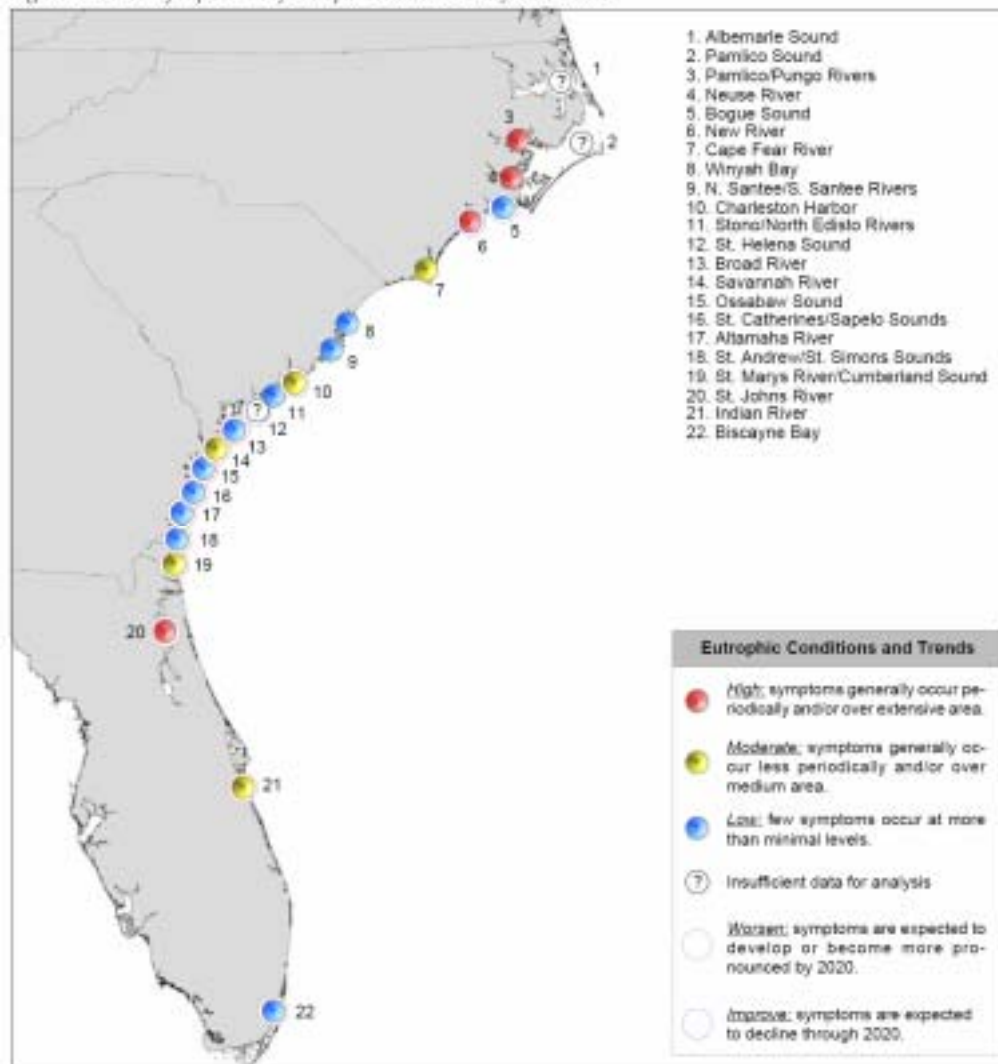 1. Albemarle Sound
2. Pamlico Sound
3. Pamlico/Pungo Rivers
4. Neuse River
5. Bogue Sound
6. New River
7. Cape Fear River
8. Winyah Bay
9. N. Santee/S. Santee Rivers
10. Charleston Harbor
11. Stono/North Edisto Rivers
12. St. Helena Sound
13. Broad River
14. Savannah River
15. Ossabaw Sound
16. St. Catherines/Sapelo Sounds
17. Altamaha River
18. St. Andrew/St. Simons Sounds
19. St. Marys River/Cumberland Sound
20. St. Johns River
21. Indian River
22. Biscayne Bay
?
1
3
?
2
5
6
7
8
9
10
11
?
12
13
14
15
16
17
18
19
20
21
22
Eutrophic Conditions and Trends
High: symptoms generally occur pe-
riodically and/or over extensive area.
Moderate: symptoms generally oc-
cur less periodically and/or over
medium area.
Low: few symptoms occur at more
than minimal levels.
? Insufficient data for analysis
Worsen: symptoms are expected to
develop or become more pro-
nounced by 2020.
Improve: symptoms are expected
to decline through 2020.